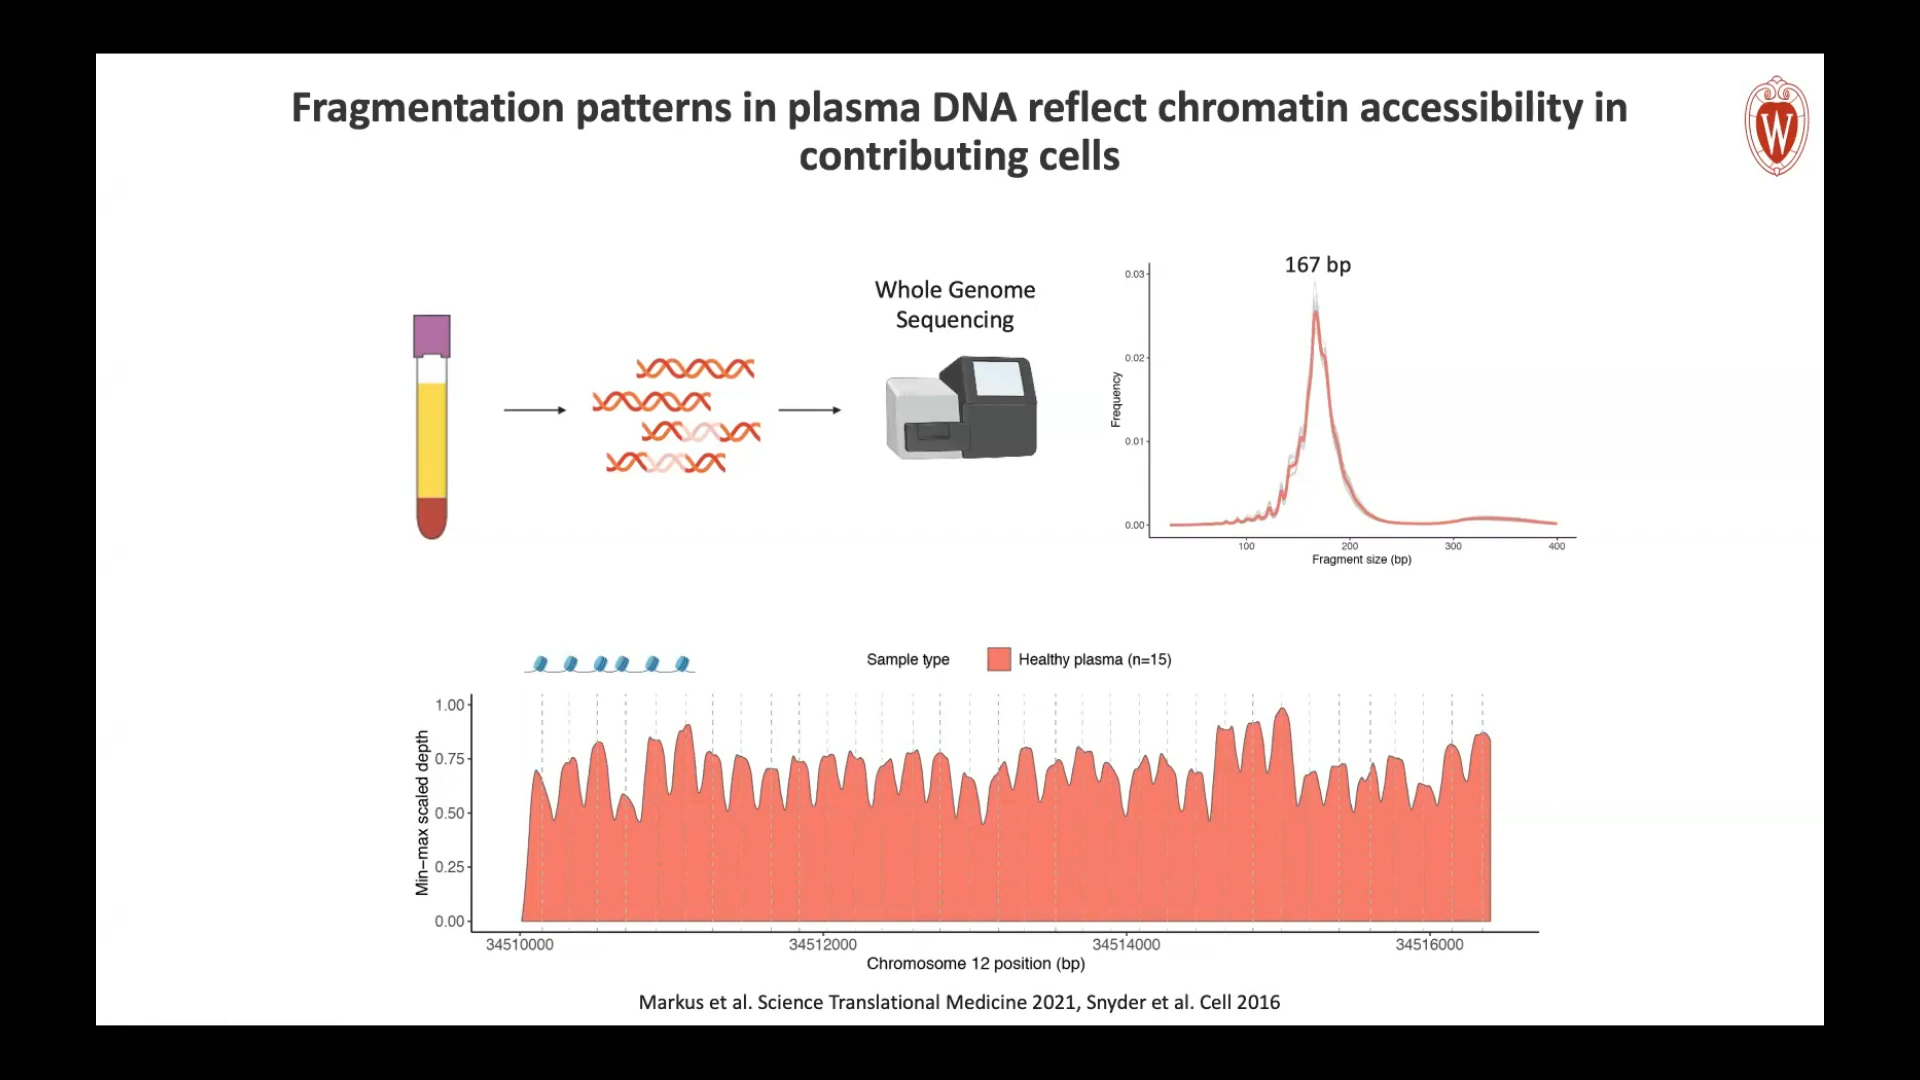 Fragmentation patterns in plasma DNA reflect chromatin accessibility in
contributing cells
W
Whole Genome
Sequencing
167 bp
0.03
0.02
0.01
0.00
Frequency
100 200 300 400
Fragment size (bp)
Sample type Healthy plasma (n=15)
1.00
0.75
0.50
0.25
0.00
Min−max scaled depth
34510000 34512000 34514000 34516000
Chromosome 12 position (bp)
Markus et al. Science Translational Medicine 2021, Snyder et al. Cell 2016